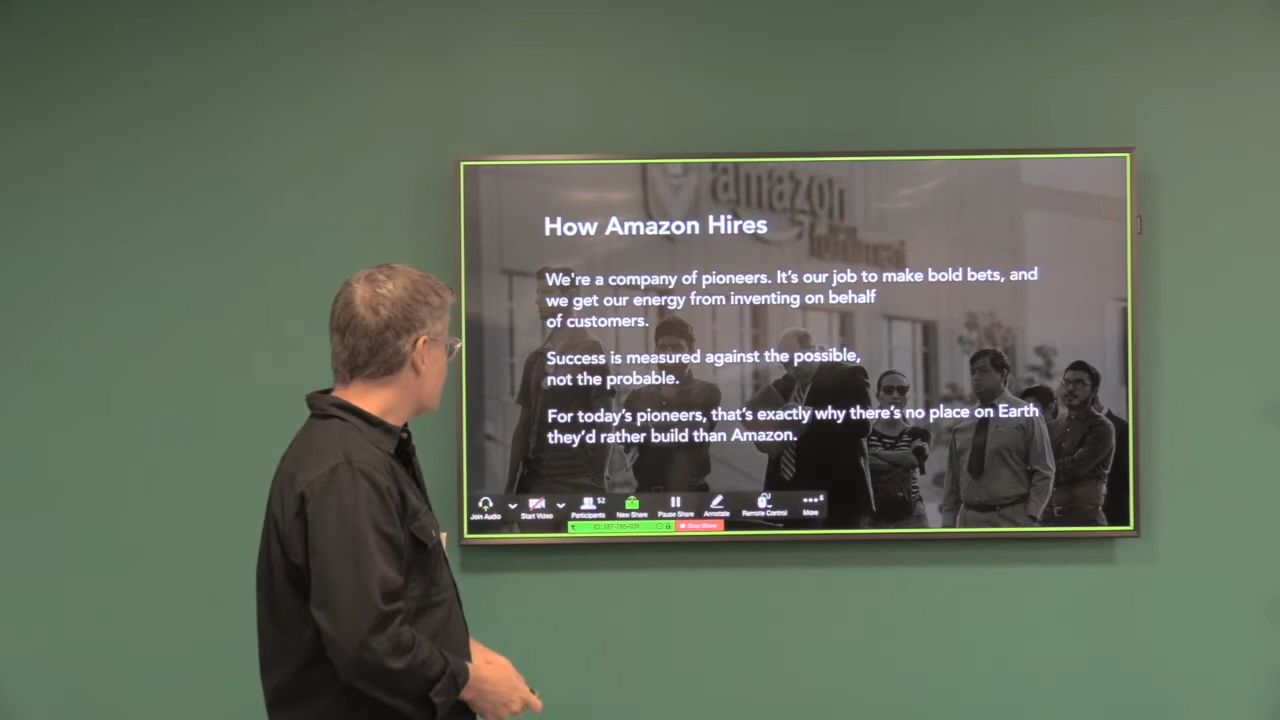 amazon
fulfillment
How Amazon Hires
We're a company of pioneers. It's our job to make bold bets, and
we get our energy from inventing on behalf
of customers.
Success is measured against the possible,
not the probable.
For today's pioneers, that's exactly why there's no place on Earth
they'd rather build than Amazon.
Join Audio Start Video Participants 52 New Share Pause Share Annotate Remote Control More
Stop Share